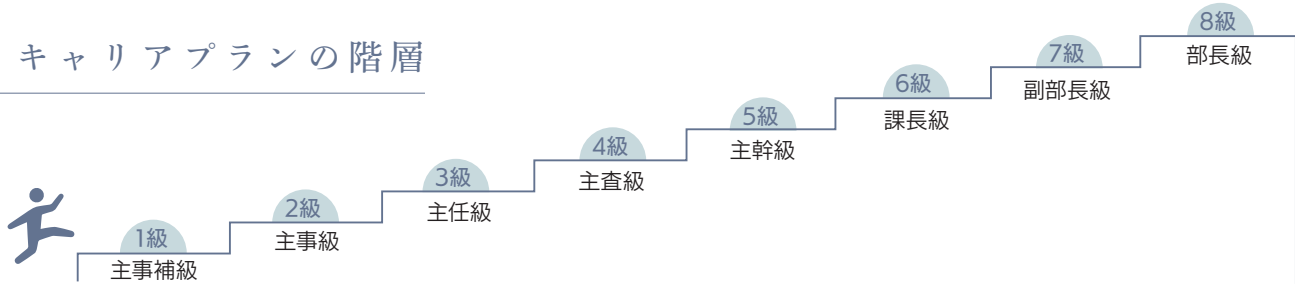 キャリアプランの階層
1級
主事補級
2級
主事級
3級
主任級
4級
主査級
5級
主幹級
6級
課長級
7級
副部長級
8級
部長級